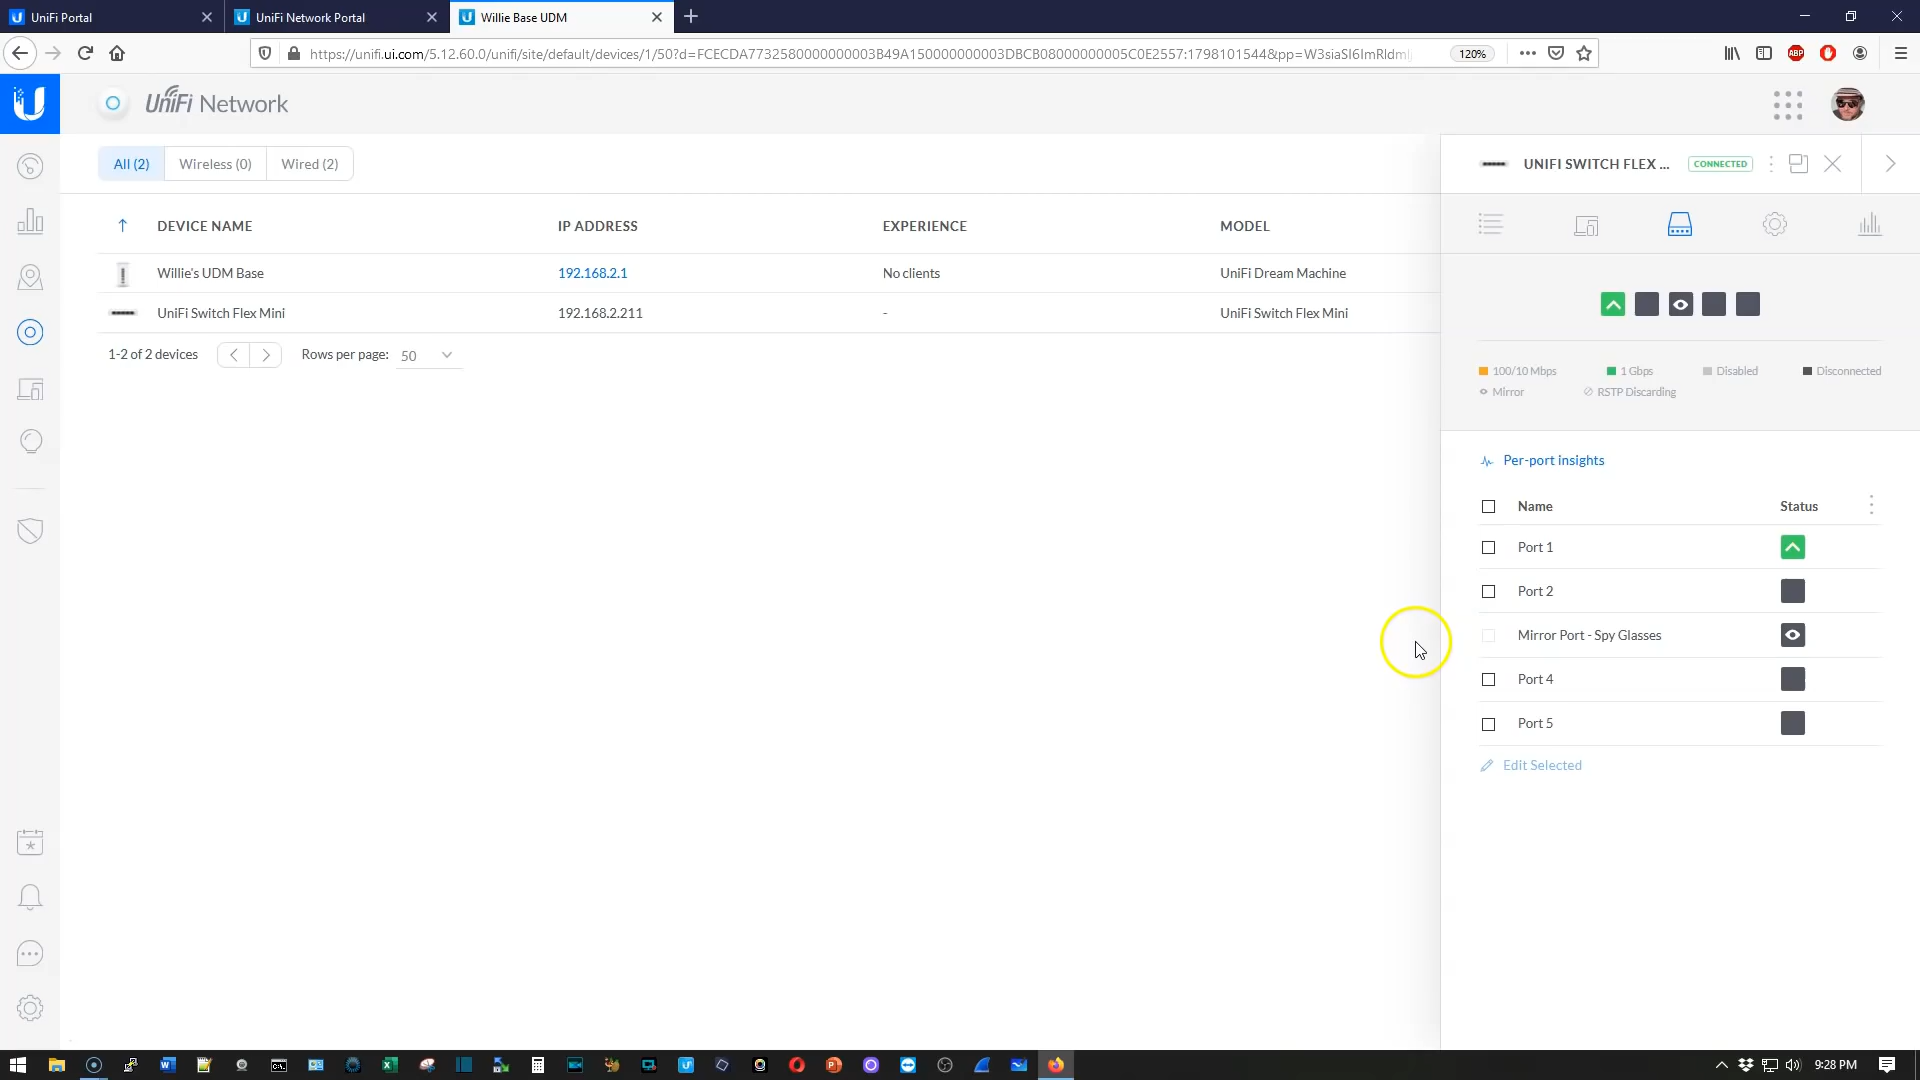 UniFi Portal
UniFi Network Portal
Willie Base UDM
https://unifi.ui.com/5.12.60.0/unifi/site/default/devices/1/50?d=FCECDA7732580000000003B49A150000000003DBCB08000000005C0E2557:1798101544&pp=W3siaSI6ImRldm
120%
ABP
UniFi Network
All (2)
Wireless (0)
Wired (2)
UNIFI SWITCH FLEX ...
CONNECTED
DEVICE NAME
IP ADDRESS
EXPERIENCE
MODEL
Willie's UDM Base
192.168.2.1
No clients
UniFi Dream Machine
UniFi Switch Flex Mini
192.168.2.211
-
UniFi Switch Flex Mini
1-2 of 2 devices
Rows per page:
50
100/10 Mbps
1 Gbps
Disabled
Disconnected
Mirror
RSTP Discarding
Per-port insights
Name
Status
Port 1
Port 2
Mirror Port - Spy Glasses
Port 4
Port 5
Edit Selected
9:28 PM